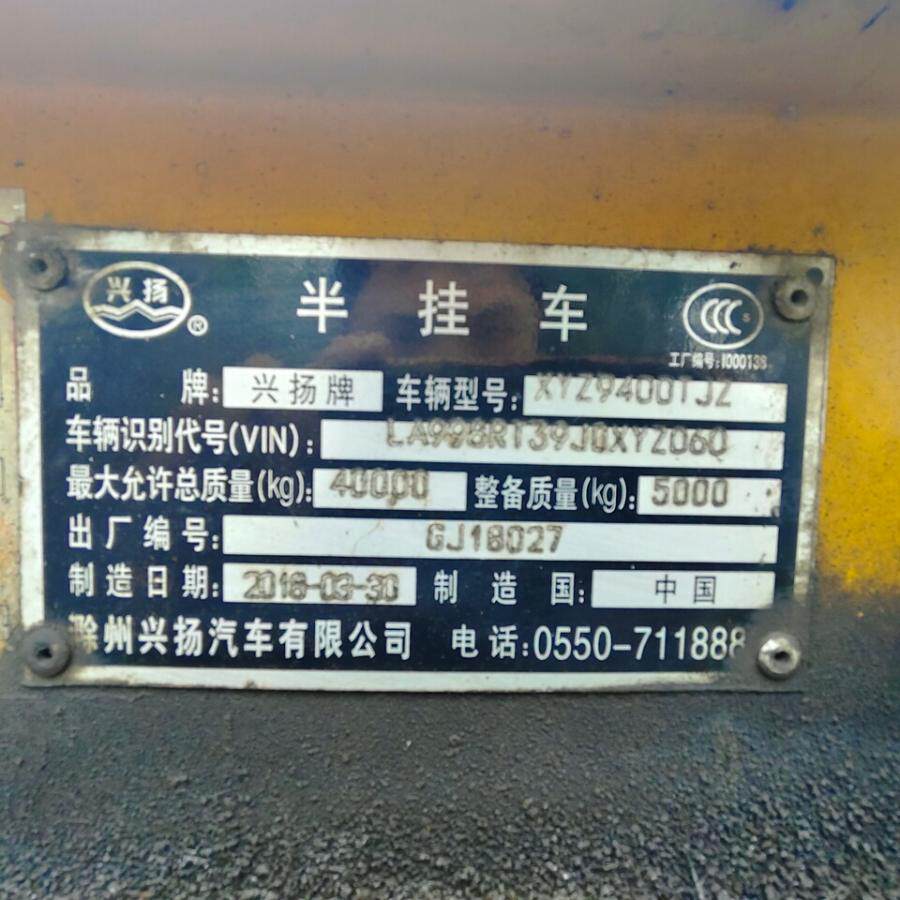 兴扬 ®
半挂车
CCC S
工厂编号:I000138
品牌: 兴扬牌 车辆型号: XYZ9400TJZ
车辆识别代号(VIN): LA99SRT39J0XYZ060
最大允许总质量(kg): 40000 整备质量(kg): 5000
出厂编号: GJ18027
制造日期: 2018-03-30 制造国: 中国
滁州兴扬汽车有限公司 电话:0550-711888